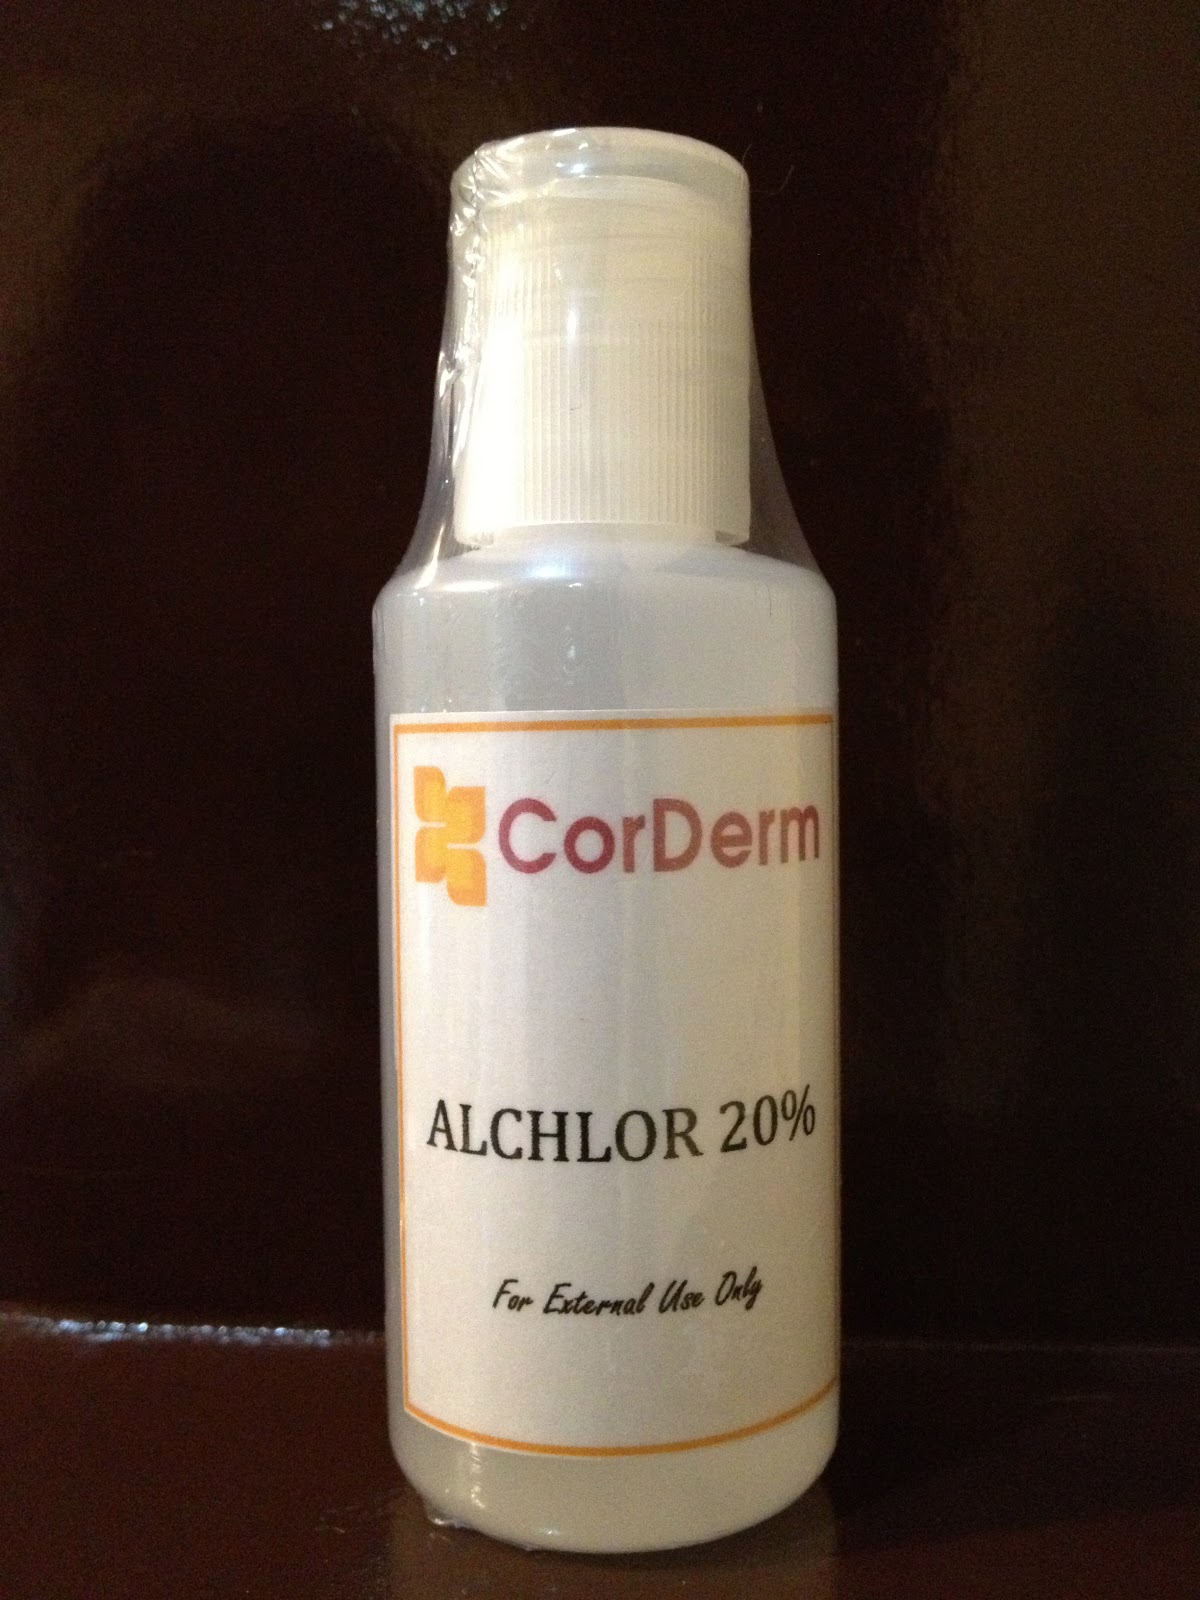 CorDerm
ALCHLOR 20%
For External Use Only